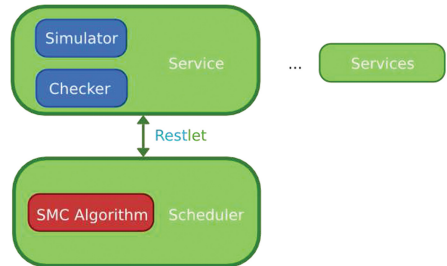 Simulator
Service
Checker
...
Services
Restlet
SMC Algorithm
Scheduler